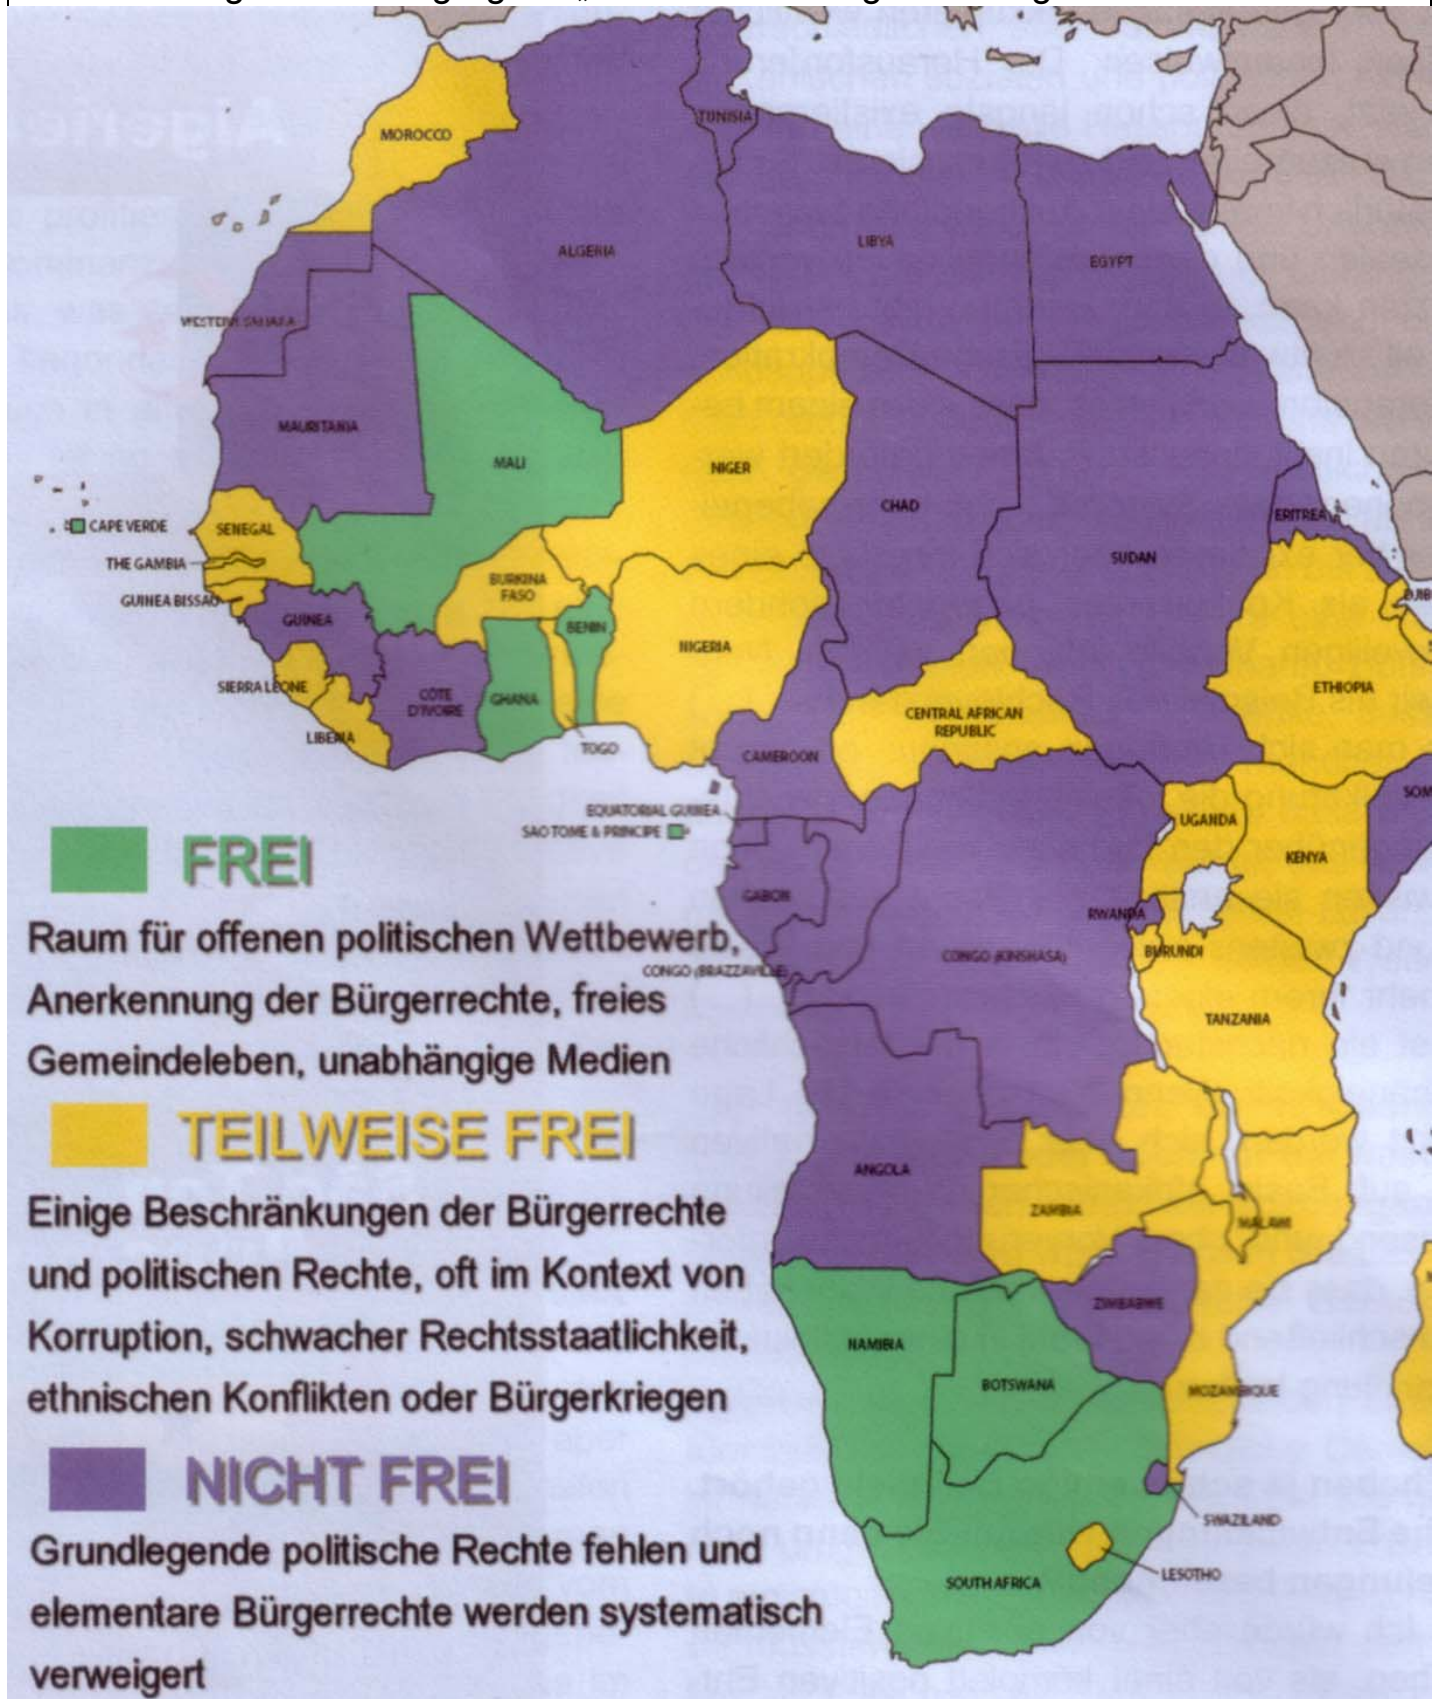 MOROCCO
TUNISIA
ALGERIA
LIBYA
EGYPT
WESTERN SAHARA
MAURITANIA
MALI
NIGER
CHAD
SUDAN
ERITREA
CAPE VERDE
SENEGAL
THE GAMBIA
GUINEA BISSAU
GUINEA
BURKINA
FASO
BENIN
NIGERIA
DJIB
ETHIOPIA
SIERRA LEONE
CÔTE
D'IVOIRE
GHANA
LIBERIA
TOGO
CENTRAL AFRICAN
REPUBLIC
CAMEROON
SOM
EQUATORIAL GUINEA
SAO TOME & PRINCIPE
UGANDA
KENYA
GABON
RWANDA
BURUNDI
CONGO (KINSHASA)
CONGO (BRAZZAVILLE)
TANZANIA
ANGOLA
ZAMBIA
MALAWI
ZIMBABWE
NAMIBIA
BOTSWANA
MOZAMBIQUE
SWAZILAND
LESOTHO
SOUTH AFRICA
FREI
Raum für offenen politischen Wettbewerb,
Anerkennung der Bürgerrechte, freies
Gemeindeleben, unabhängige Medien
TEILWEISE FREI
Einige Beschränkungen der Bürgerrechte
und politischen Rechte, oft im Kontext von
Korruption, schwacher Rechtsstaatlichkeit,
ethnischen Konflikten oder Bürgerkriegen
NICHT FREI
Grundlegende politische Rechte fehlen und
elementare Bürgerrechte werden systematisch
verweigert